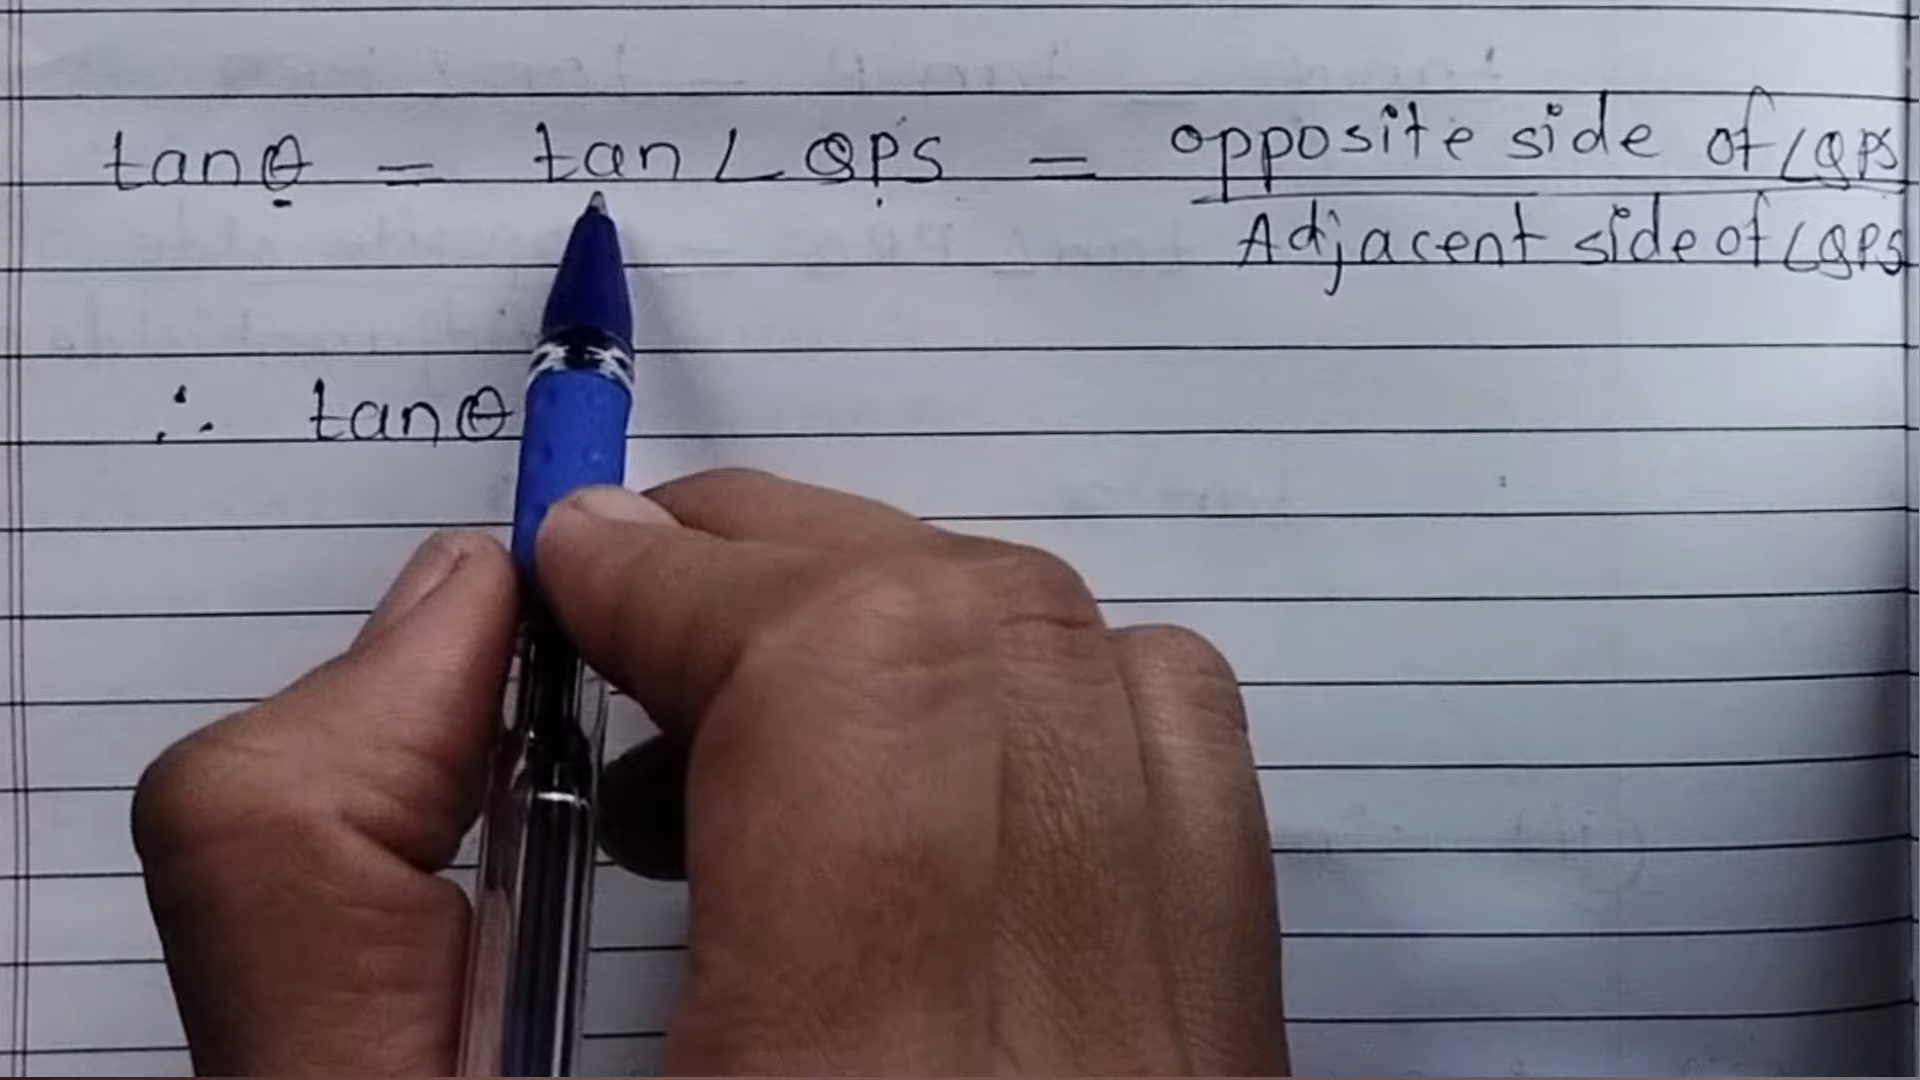 tanθ = tan ∠ QPS = opposite side of ∠QPS
Adjacent side of ∠QPS
∴ tanθ